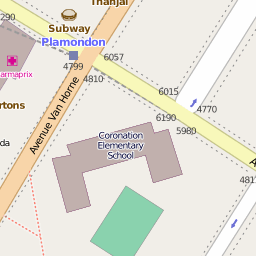 Thanjai
6290
Subway
Plamondon
6057
4799
4810
armaprix
6015
4770
rtons
6190
5980
Avenue Van Horne
Coronation
Elementary
School
da
A
481